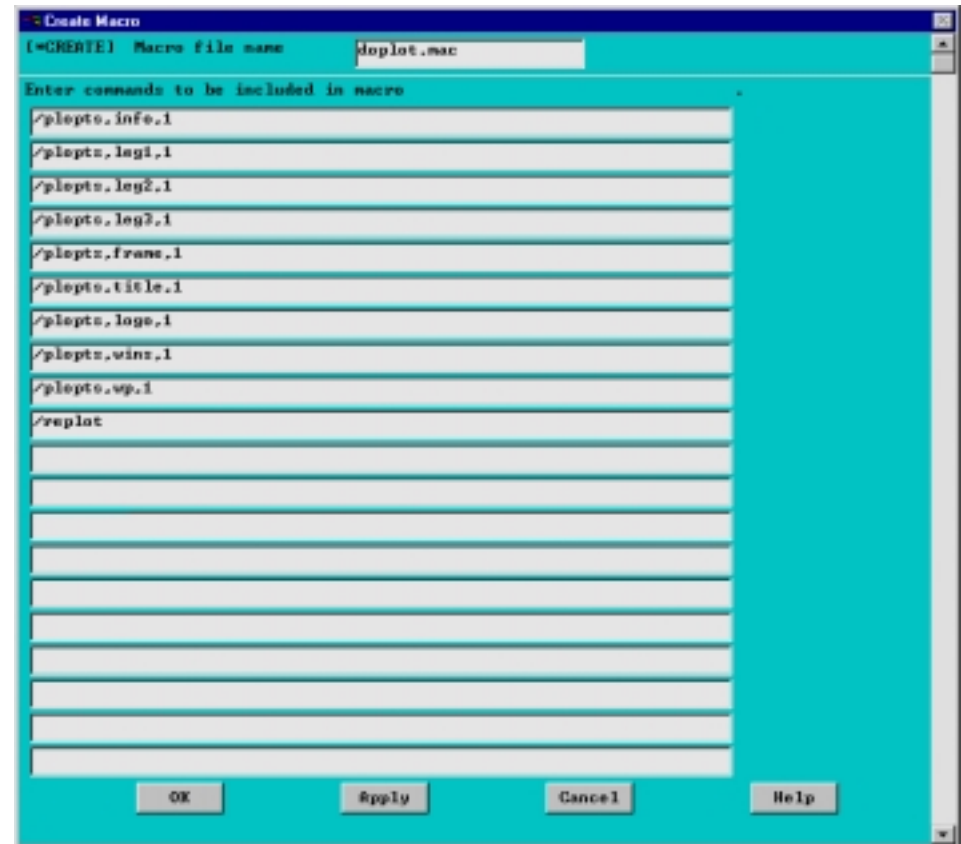 Create Macro
[*CREATE] Macro file name doplot.mac
Enter commands to be included in macro
/plopts,info,1
/plopts,leg1,1
/plopts,leg2,1
/plopts,leg3,1
/plopts,frame,1
/plopts,title,1
/plopts,logo,1
/plopts,wins,1
/plopts,wp,1
/replot
OK Apply Cancel Help